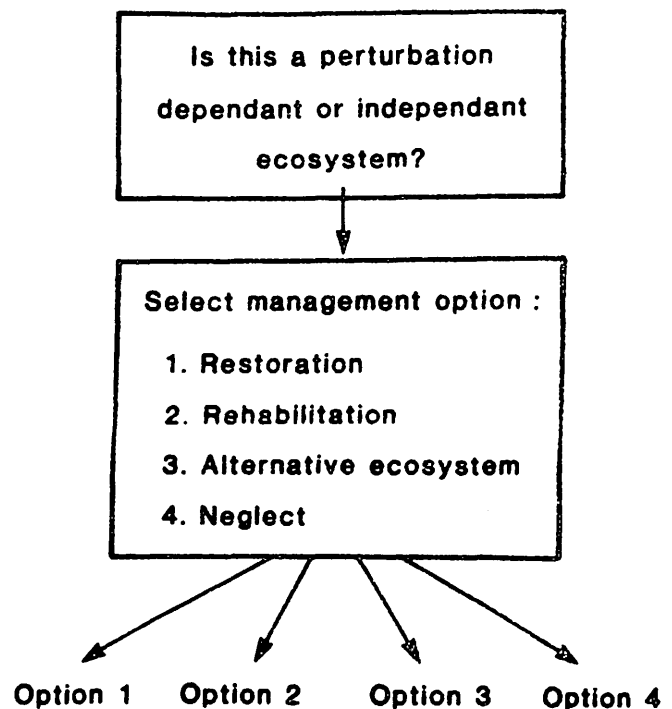 Is this a perturbation
dependant or independant
ecosystem?
Select management option :
1. Restoration
2. Rehabilitation
3. Alternative ecosystem
4. Neglect
Option 1 Option 2 Option 3 Option 4